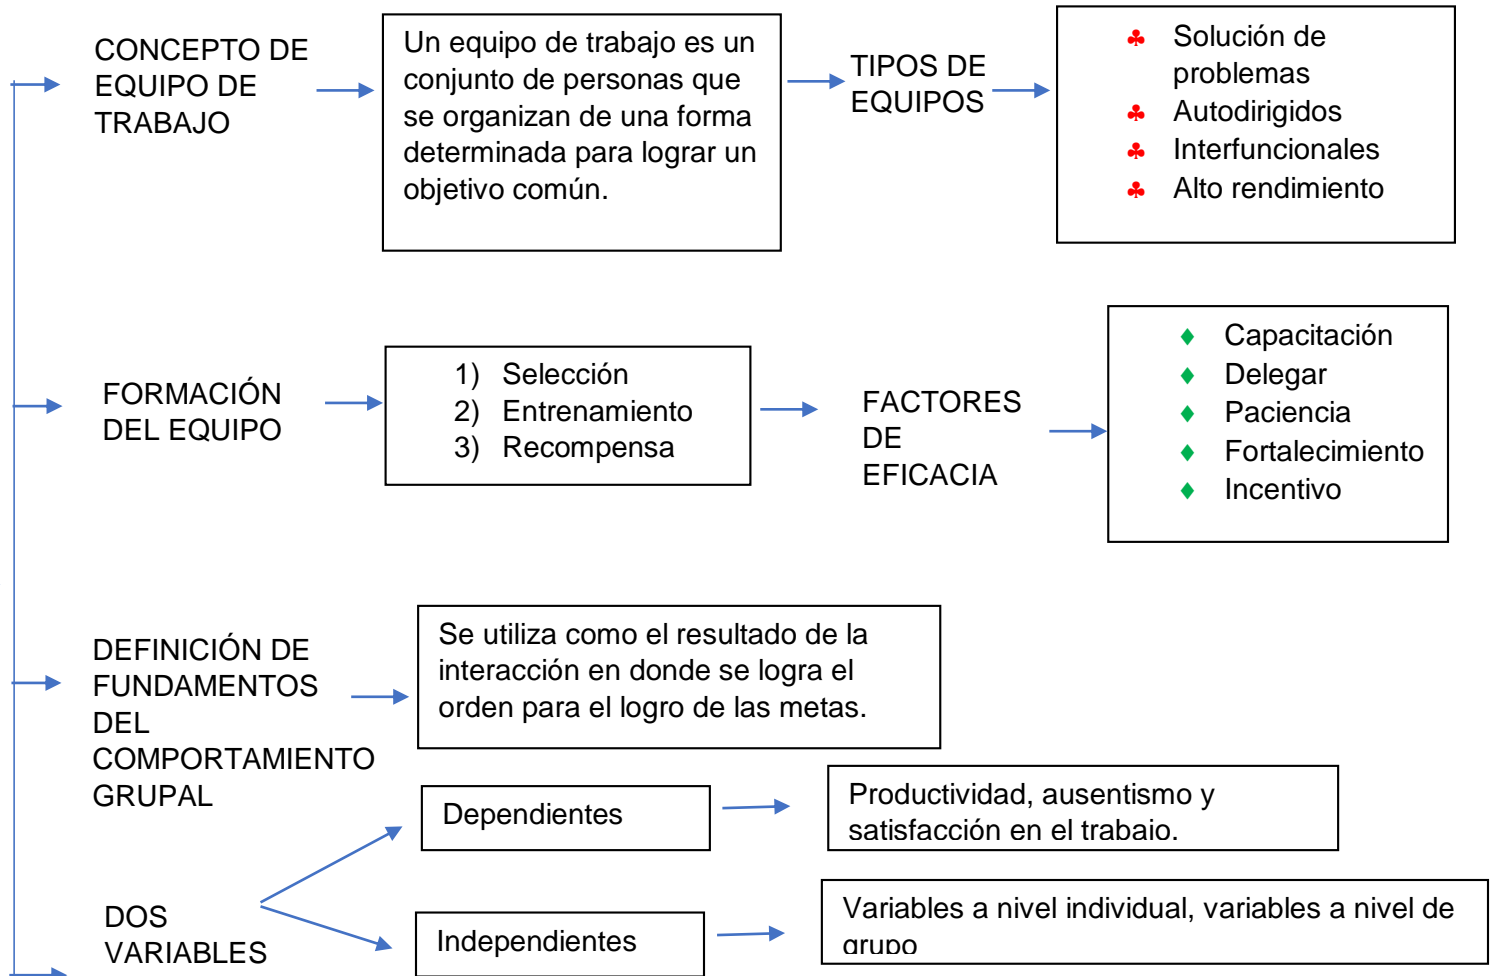 CONCEPTO DE
EQUIPO DE
TRABAJO
Un equipo de trabajo es un
conjunto de personas que
se organizan de una forma
determinada para lograr un
objetivo común.
TIPOS DE
EQUIPOS
Solución de
problemas
Autodirigidos
Interfuncionales
Alto rendimiento
FORMACIÓN
DEL EQUIPO
1) Selección
2) Entrenamiento
3) Recompensa
FACTORES
DE
EFICACIA
Capacitación
Delegar
Paciencia
Fortalecimiento
Incentivo
DEFINICIÓN DE
FUNDAMENTOS
DEL
COMPORTAMIENTO
GRUPAL
Se utiliza como el resultado de la
interacción en donde se logra el
orden para el logro de las metas.
DOS
VARIABLES
Dependientes
Productividad, ausentismo y
satisfacción en el trabajo.
Independientes
Variables a nivel individual, variables a nivel de
grupo